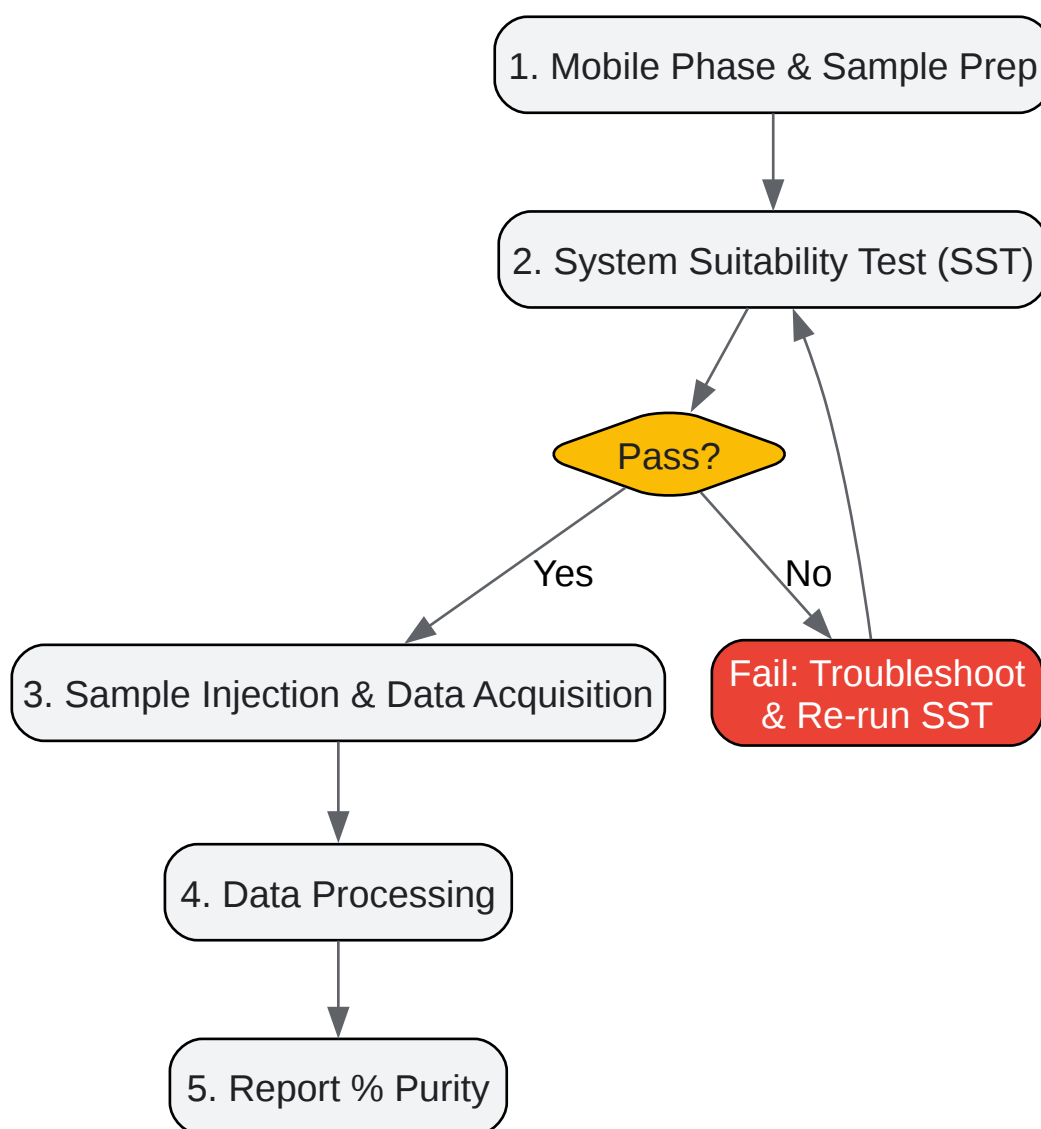 1. Mobile Phase & Sample Prep
2. System Suitability Test (SST)
Pass?
Yes
No
3. Sample Injection & Data Acquisition
Fail: Troubleshoot
& Re-run SST
4. Data Processing
5. Report % Purity